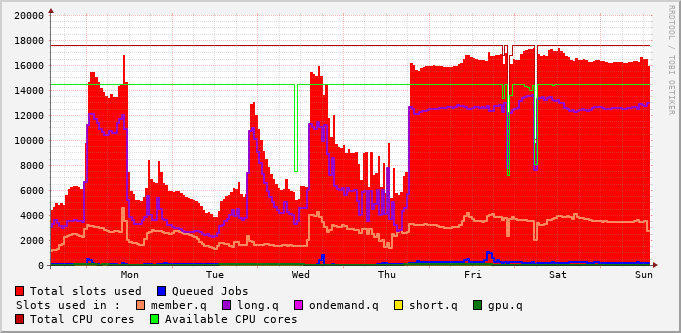 RRDTOOL / TOBI OETIKER
20000
18000
16000
14000
12000
10000
8000
6000
4000
2000
0
Mon Tue Wed Thu Fri Sat Sun
Total slots used Queued Jobs
Slots used in : member.q long.q ondemand.q short.q gpu.q
Total CPU cores Available CPU cores